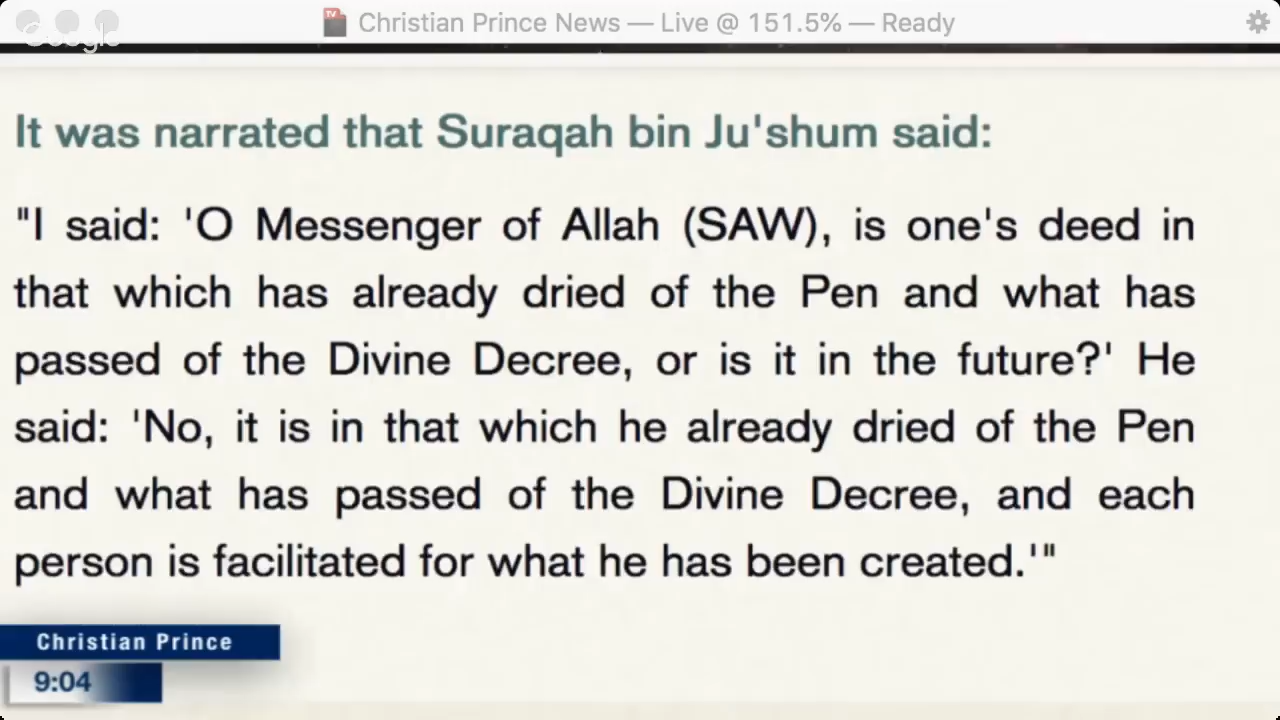 TV
Christian Prince News — Live @ 151.5% — Ready
Google
It was narrated that Suraqah bin Ju'shum said:
"I said: 'O Messenger of Allah (SAW), is one's deed in
that which has already dried of the Pen and what has
passed of the Divine Decree, or is it in the future?' He
said: 'No, it is in that which he already dried of the Pen
and what has passed of the Divine Decree, and each
person is facilitated for what he has been created.'"
Christian Prince
9:04